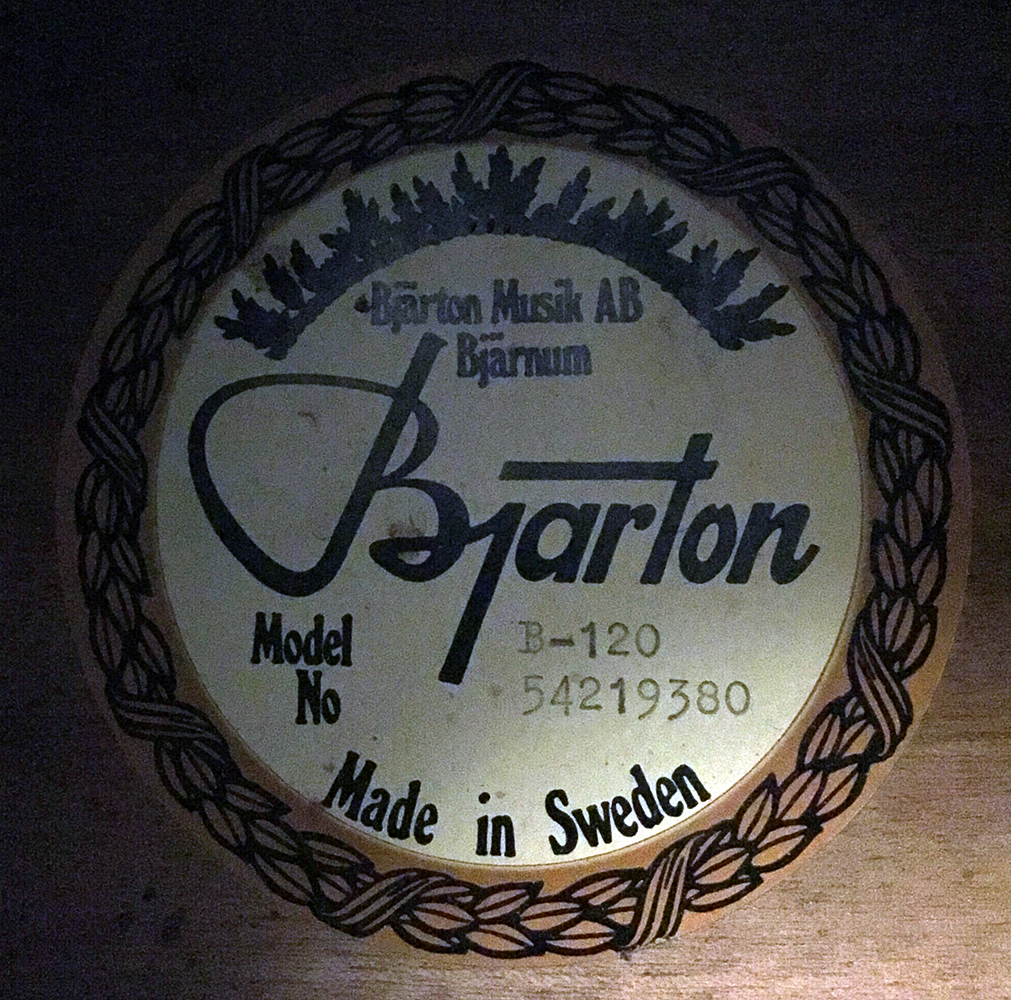 Bjärton Musik AB
Bjärnum
Bjarton
Model B-120
No 54219380
Made in Sweden